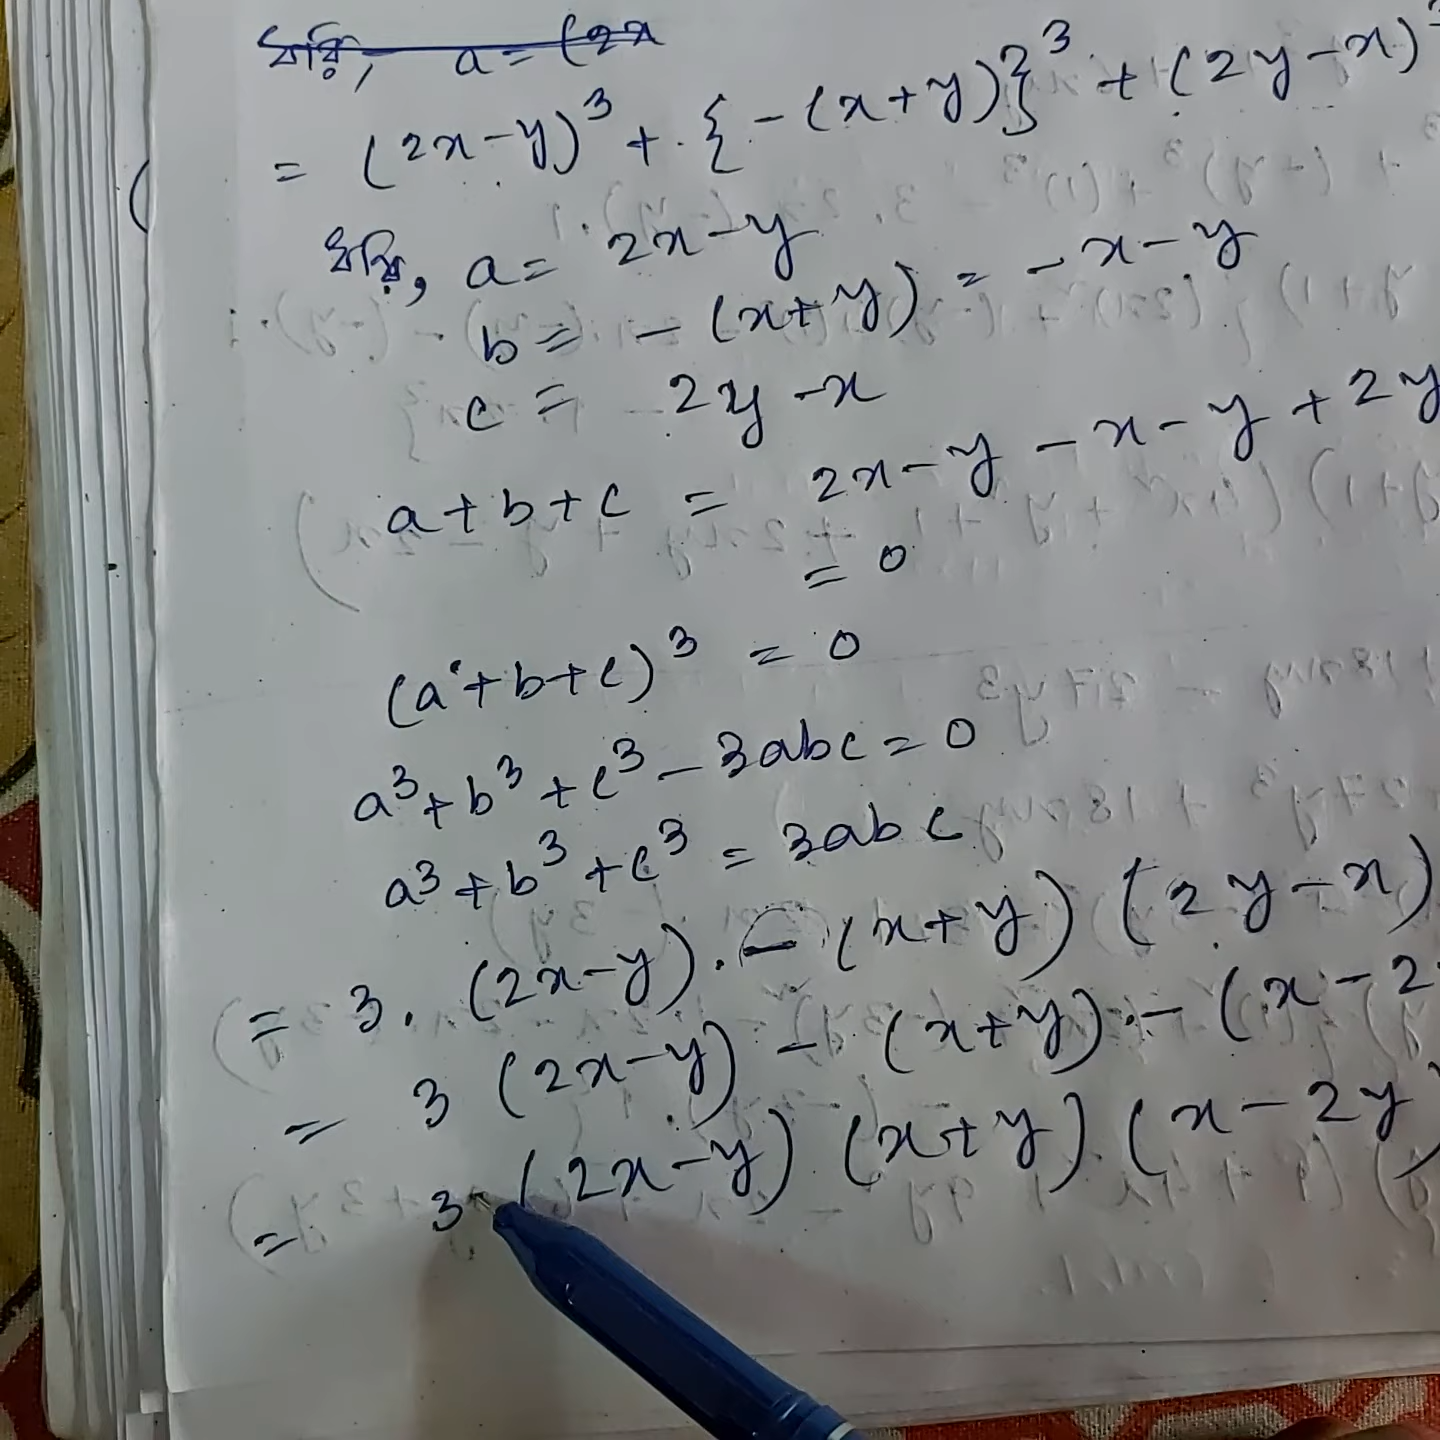 ধরি, a = (2x
= (2x-y)³ + {-(x+y)}³ + (2y-x)³
ধরি, a = 2x-y
b = -(x+y) = -x-y
c = 2y-x
a+b+c = 2x-y-x-y+2y
= 0
(a+b+c)³ = 0
a³+b³+c³-3abc = 0
a³+b³+c³ = 3abc
= 3. (2x-y). -(x+y) (2y-x)
= 3 (2x-y) - (x+y).-(x-2
= 3 (2x-y) (x+y) (x-2y)